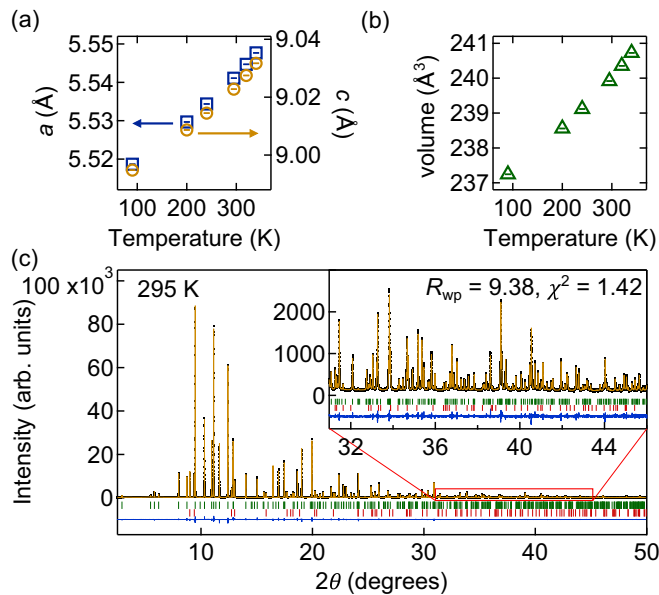 (a)
5.55
5.54
5.53
5.52
a (Å)
9.04
9.02
9.00
c (Å)
100
200
300
Temperature (K)
(b)
241
240
239
238
237
volume (Å³)
100
200
300
Temperature (K)
(c)
100 x10³
80
60
40
20
0
Intensity (arb. units)
295 K
Rwp = 9.38, χ² = 1.42
2000
1000
0
32
36
40
44
10
20
30
40
50
2θ (degrees)